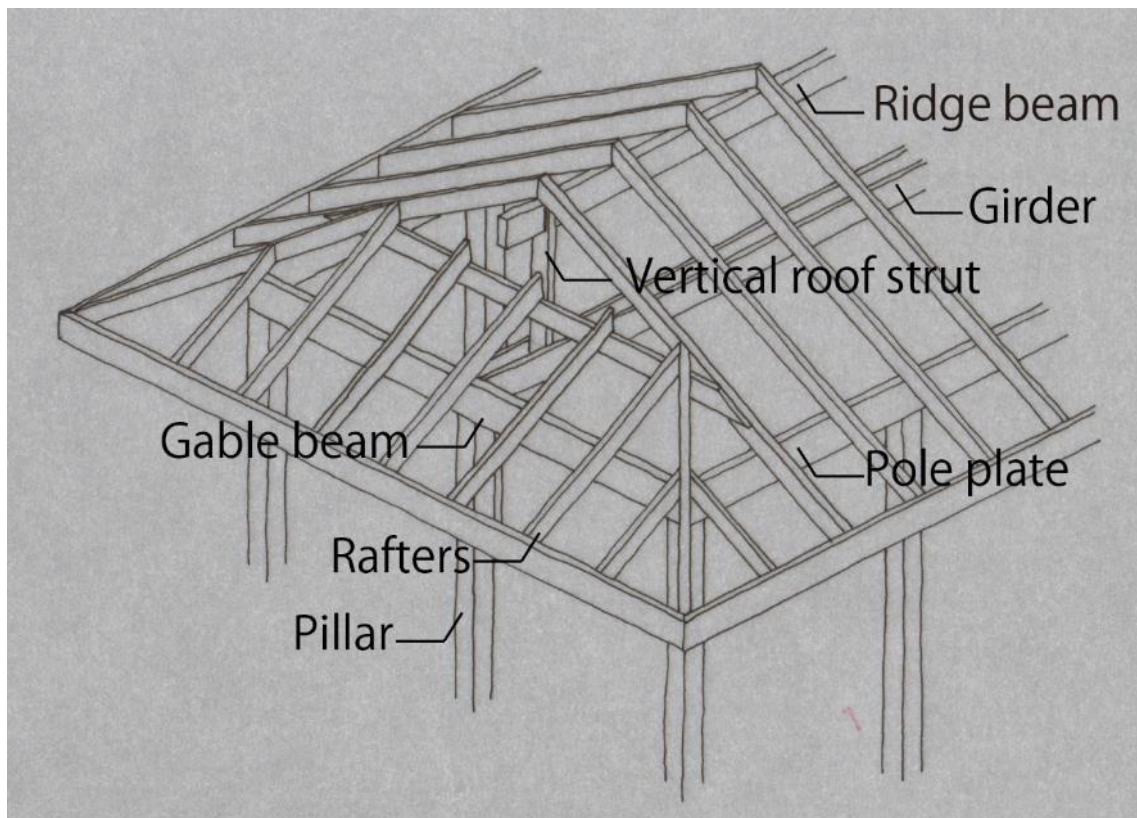 Ridge beam
Girder
Vertical roof strut
Gable beam
Pole plate
Rafters
Pillar